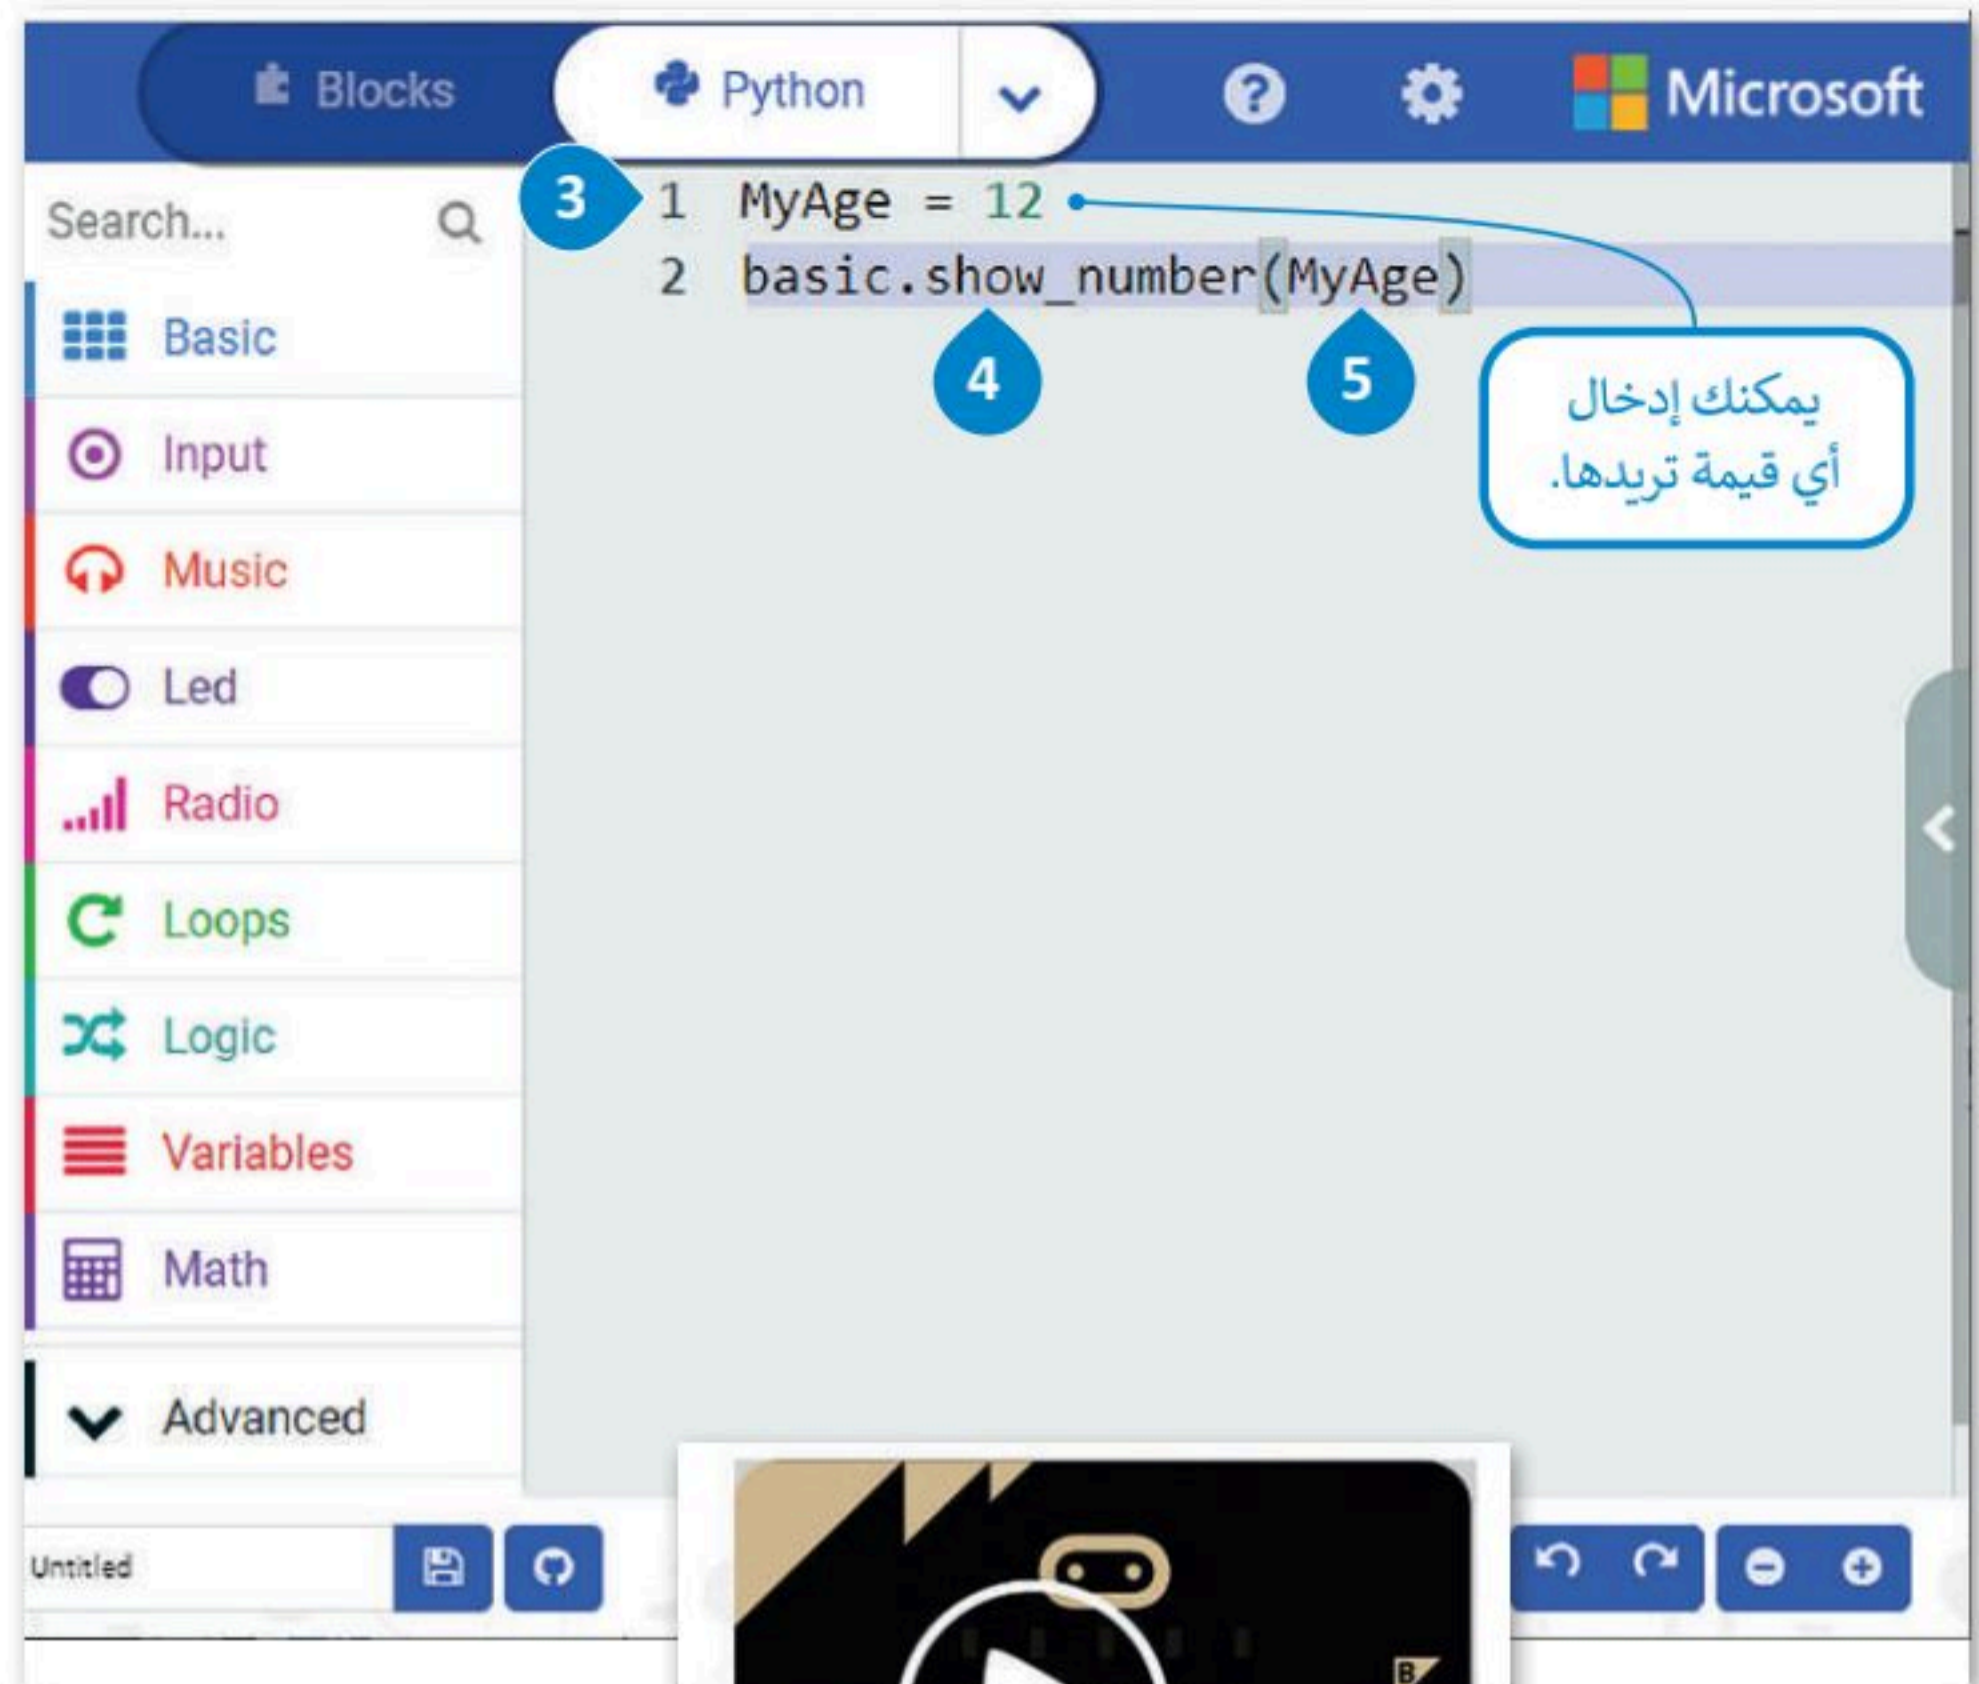 Blocks
Python
Microsoft
Search...
3
1 MyAge = 12
2 basic.show_number(MyAge)
4
5
يمكنك إدخال
أي قيمة تريدها.
Basic
Input
Music
Led
Radio
Loops
Logic
Variables
Math
Advanced
Untitled
B